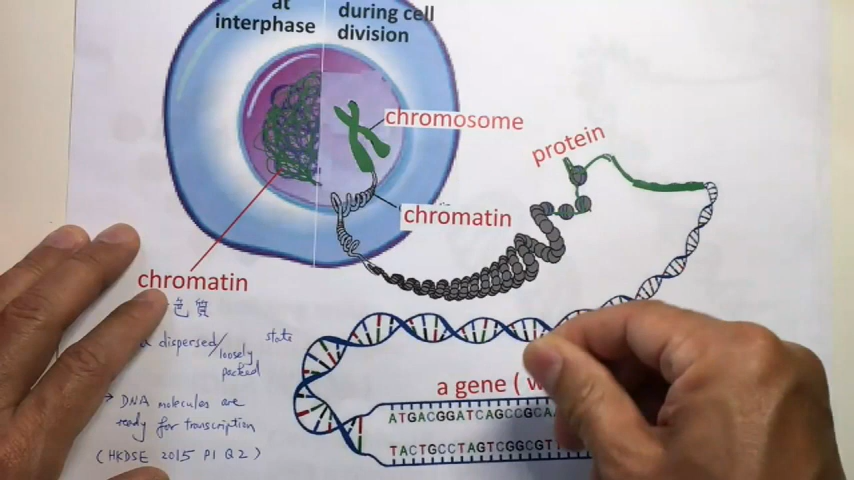 at
interphase
during cell
division
chromosome
protein
chromatin
chromatin
色質
dispersed/loosely packed state
→ DNA molecules are
ready for transcription
(HKDSE 2015 P1 Q2)
a gene (
ATGACGGATCAGCCGCAA
TACTGCCTAGTCGGCGT